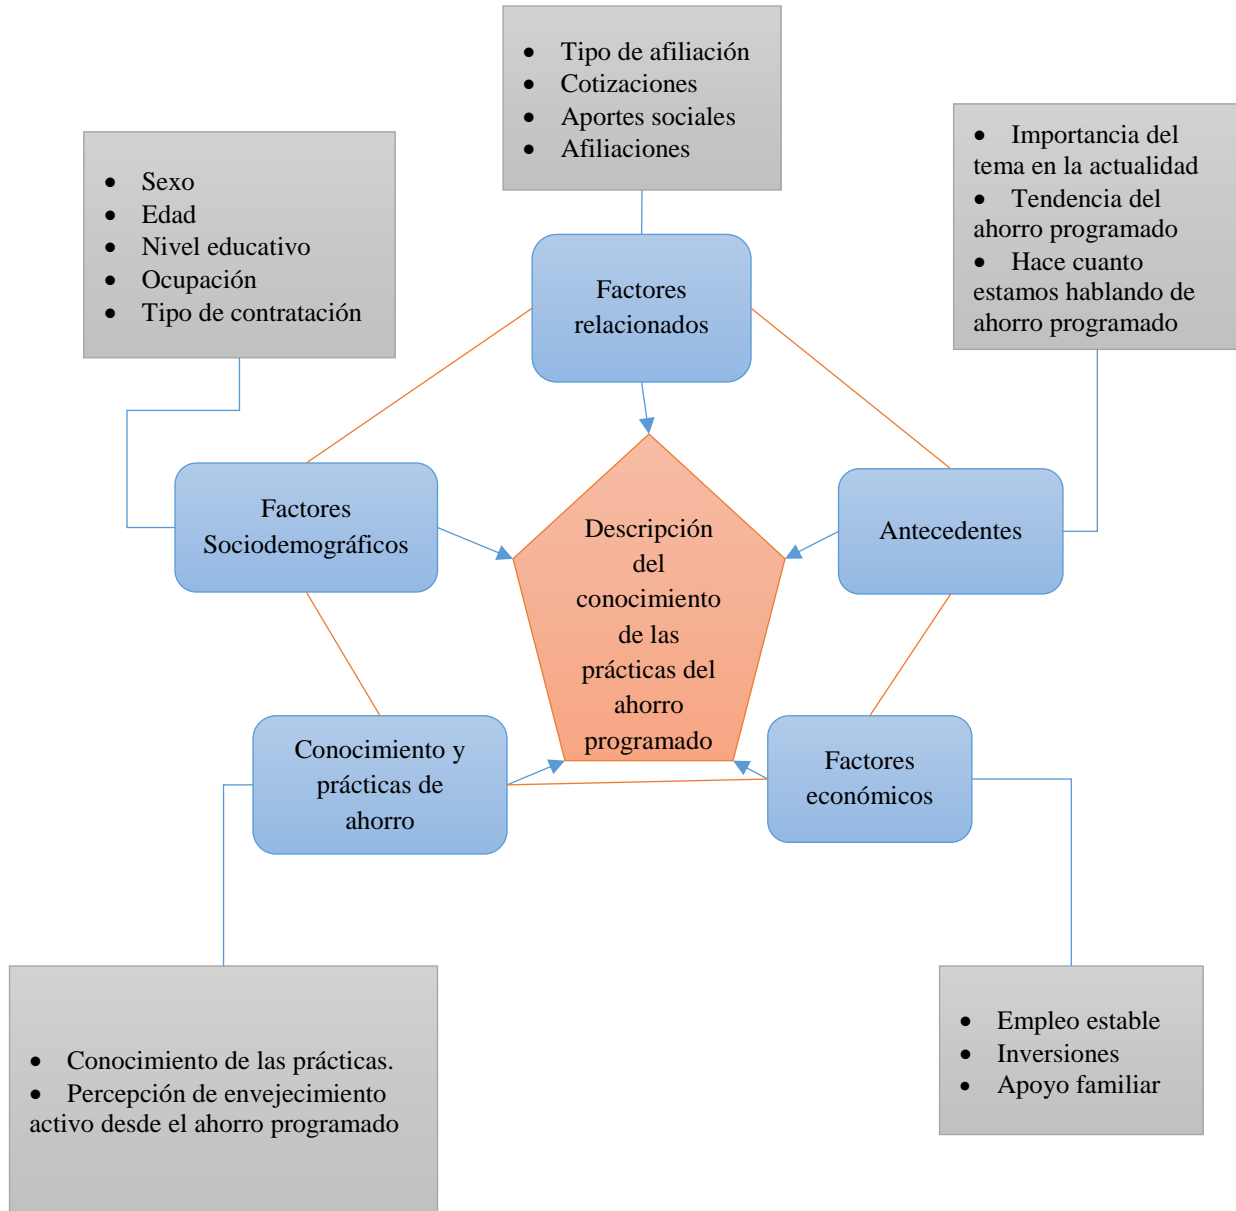 • Tipo de afiliación
• Cotizaciones
• Aportes sociales
• Afiliaciones
• Importancia del
tema en la actualidad
• Tendencia del
ahorro programado
• Hace cuanto
estamos hablando de
ahorro programado
• Sexo
• Edad
• Nivel educativo
• Ocupación
• Tipo de contratación
Factores
relacionados
Factores
Sociodemográficos
Descripción
del
conocimiento
de las
prácticas del
ahorro
programado
Antecedentes
Conocimiento y
prácticas de
ahorro
Factores
económicos
• Conocimiento de las prácticas.
• Percepción de envejecimiento
activo desde el ahorro programado
• Empleo estable
• Inversiones
• Apoyo familiar